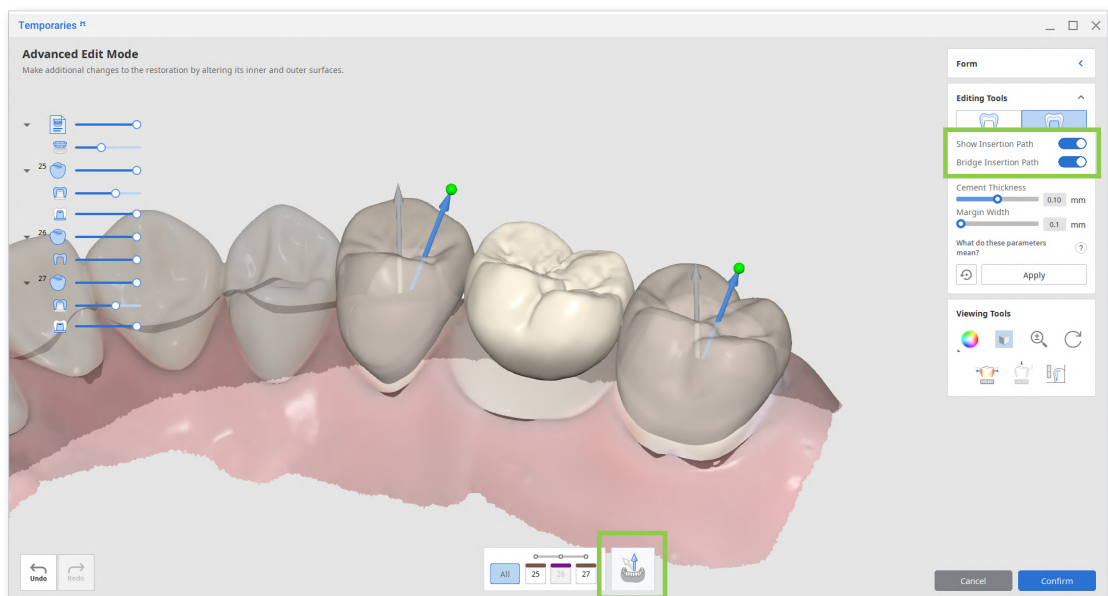 Temporaries
Advanced Edit Mode
Make additional changes to the restoration by altering its inner and outer surfaces.
25
26
27
Form
Editing Tools
Show Insertion Path
Bridge Insertion Path
Cement Thickness
0.10 mm
Margin Width
0.1 mm
What do these parameters
mean?
?
Apply
Viewing Tools
Undo
Redo
All
25
26
27
Cancel
Confirm